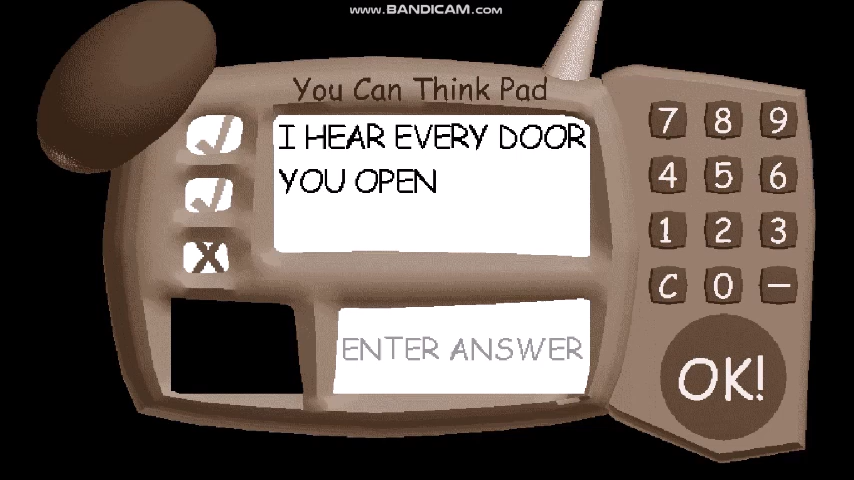 WWW.BANDICAM.COM
You Can Think Pad
I HEAR EVERY DOOR
YOU OPEN
X
ENTER ANSWER
7 8 9
4 5 6
1 2 3
C 0 —
OK!